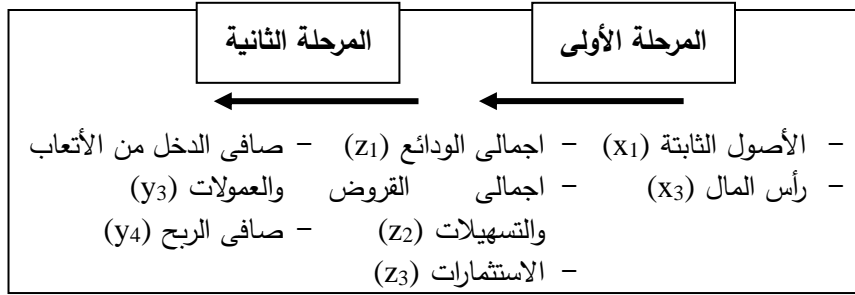 المرحلة الأولى
المرحلة الثانية
- الأصول الثابتة (x1)
- رأس المال (x3)
- اجمالى الودائع (z1)
- اجمالى القروض
والتسهيلات (z2)
- الاستثمارات (z3)
- صافى الدخل من الأتعاب
والعمولات (y3)
- صافى الربح (y4)